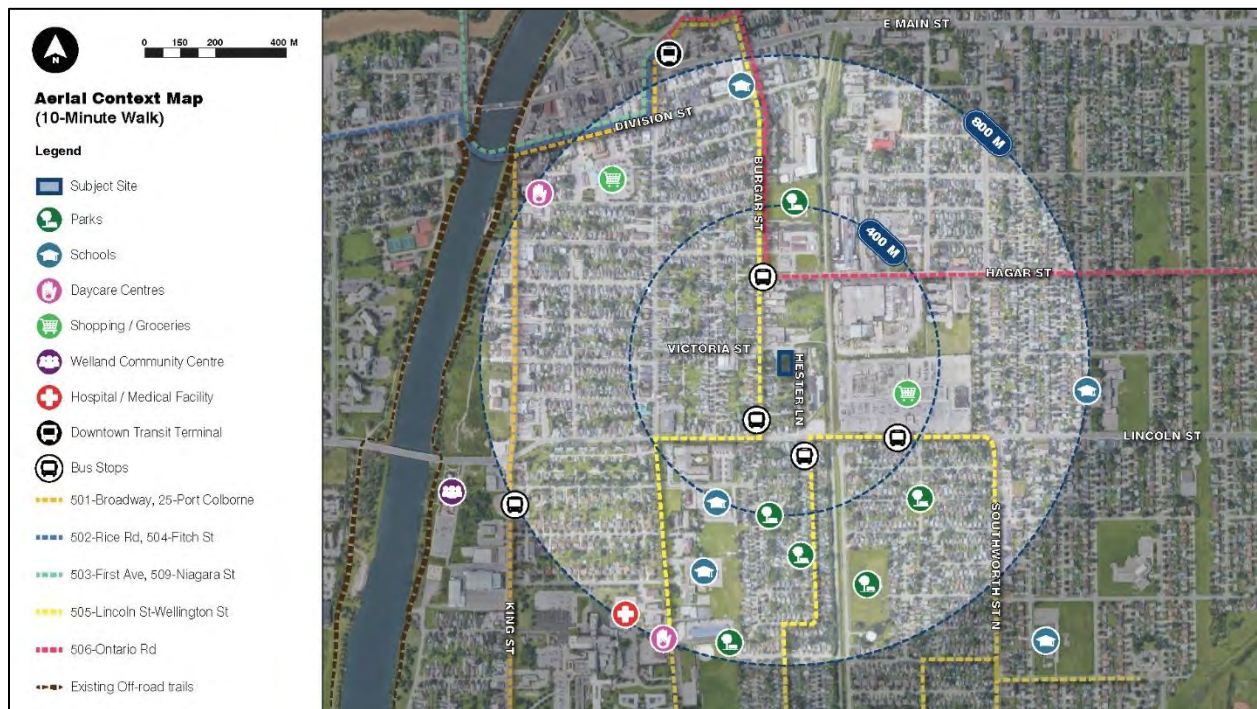 0 150 200 400 M
N
Aerial Context Map
(10-Minute Walk)
Legend
Subject Site
Parks
Schools
Daycare Centres
Shopping / Groceries
Welland Community Centre
Hospital / Medical Facility
Downtown Transit Terminal
Bus Stops
501-Broadway, 25-Port Colborne
502-Rice Rd, 504-Fitch St
503-First Ave, 509-Niagara St
505-Lincoln St-Wellington St
506-Ontario Rd
Existing Off-road trails
E MAIN ST
DIVISION ST
800 M
BURGAR ST
400 M
HAGAR ST
VICTORIA ST
HESTER LN
LINCOLN ST
SOUTHWORTH ST N
KING ST